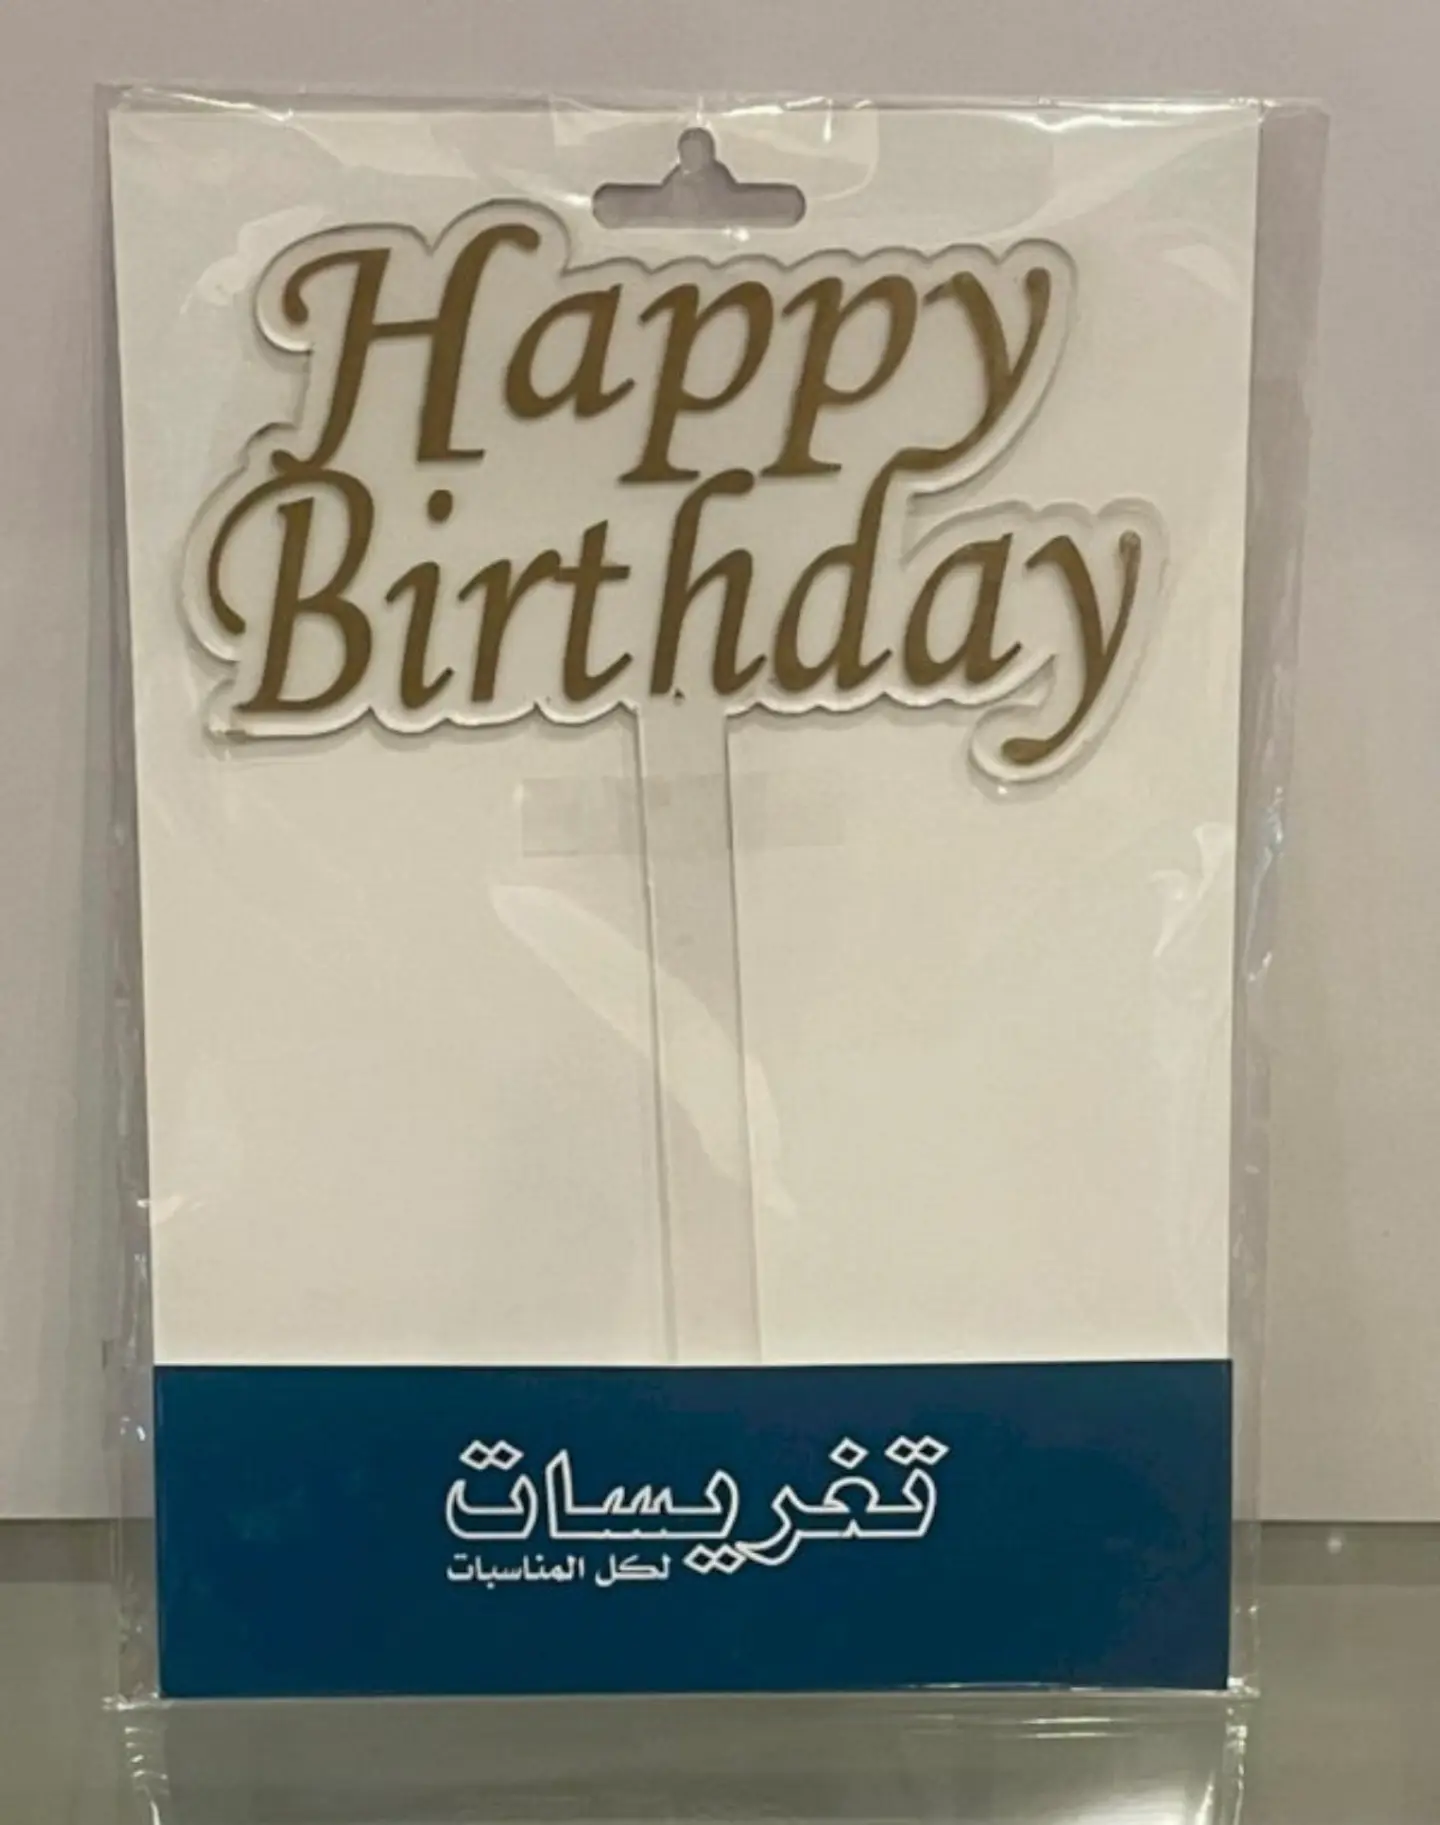 Happy
Birthday
تغريسات
لكل المناسبات